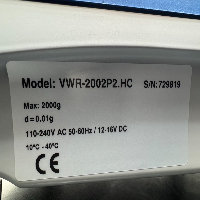 Model: VWR-2002P2.HC S/N:729819
Max: 2000g
d = 0.01g
110-240V AC 50-60Hz / 12-16V DC
10°C - 40°C
CE